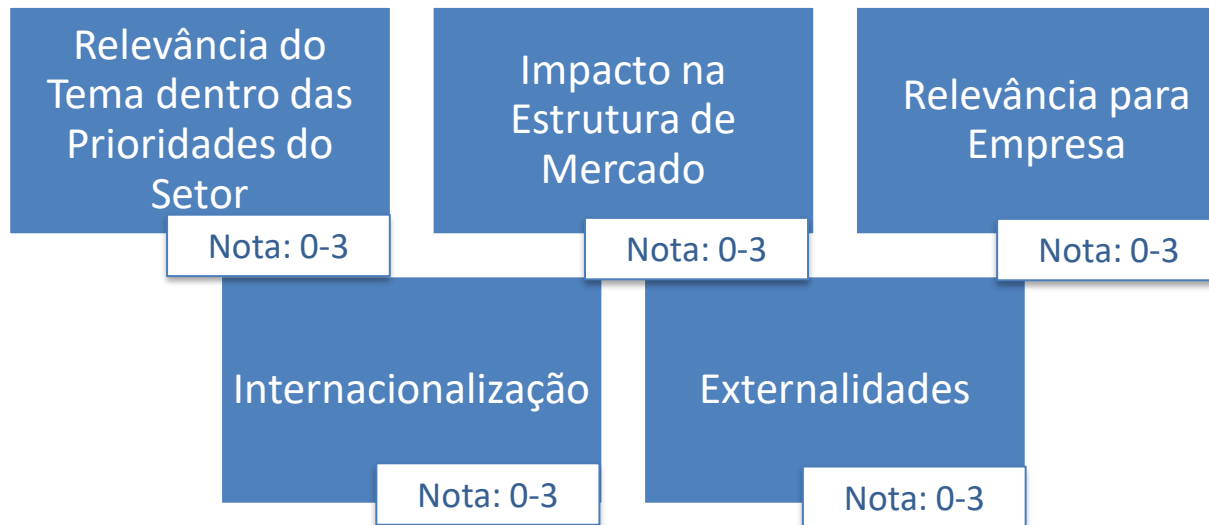 Relevância do
Tema dentro das
Prioridades do
Setor
Nota: 0-3
Impacto na
Estrutura de
Mercado
Nota: 0-3
Relevância para
Empresa
Nota: 0-3
Internacionalização
Nota: 0-3
Externalidades
Nota: 0-3